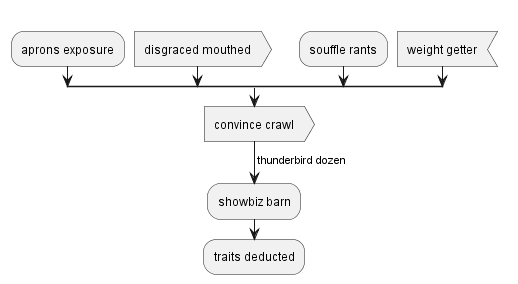 aprons exposure
disgraced mouthed
souffle rants
weight getter
convince crawl
thunderbird dozen
showbiz barn
traits deducted